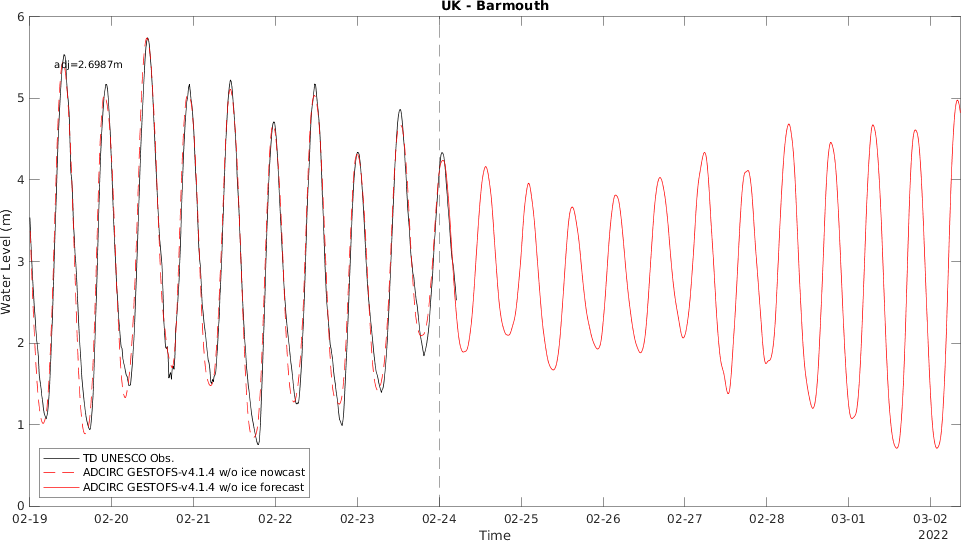 UK - Barmouth
adj=2.6987m
Water Level (m)
6
5
4
3
2
1
0
TD UNESCO Obs.
ADCIRC GESTOFS-v4.1.4 w/o ice nowcast
ADCIRC GESTOFS-v4.1.4 w/o ice forecast
02-19 02-20 02-21 02-22 02-23 02-24 02-25 02-26 02-27 02-28 03-01 03-02
Time
2022